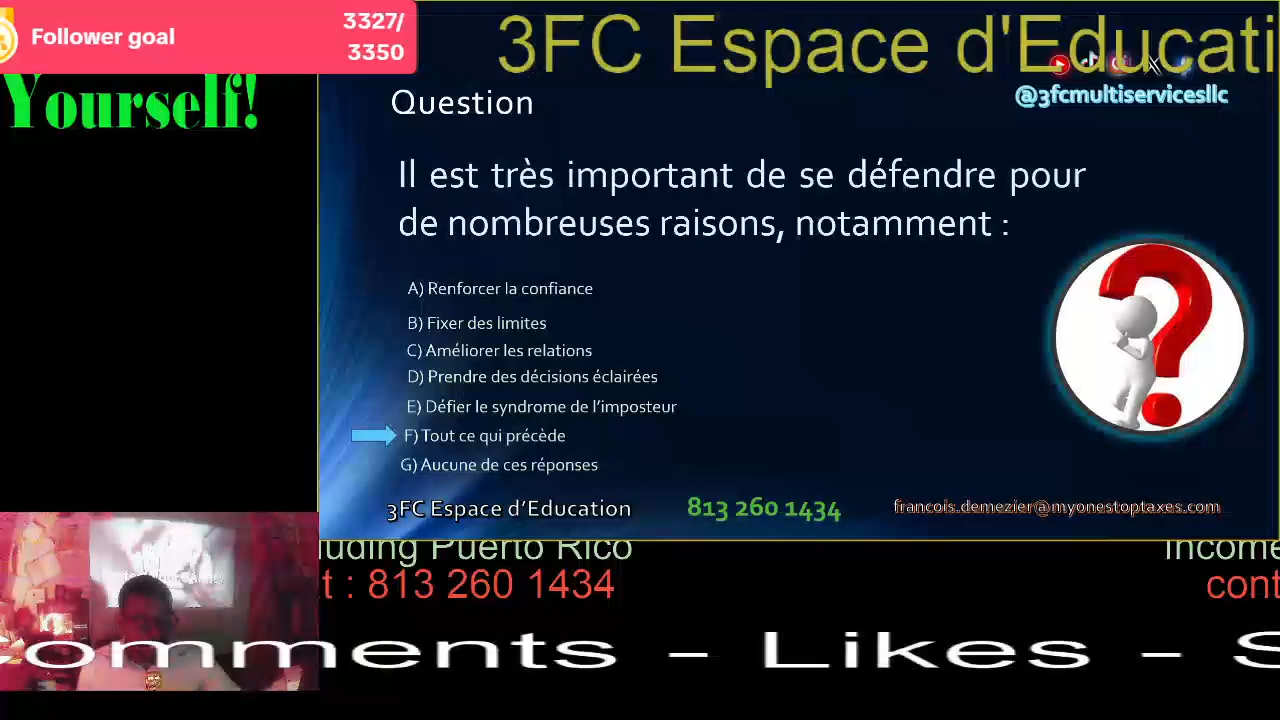 Follower goal
3327/
3350
3FC Espace d'Educati
Yourself!
@3fcmultiservicesllc
Question
Il est très important de se défendre pour
de nombreuses raisons, notamment :
A) Renforcer la confiance
B) Fixer des limites
C) Améliorer les relations
D) Prendre des décisions éclairées
E) Défier le syndrome de l'imposteur
F) Tout ce qui précède
G) Aucune de ces réponses
3FC Espace d'Education
813 260 1434
francois.demezier@myonestoptaxes.com
luding Puerto Rico
Income
t : 813 260 1434
cont
omments - Likes - S